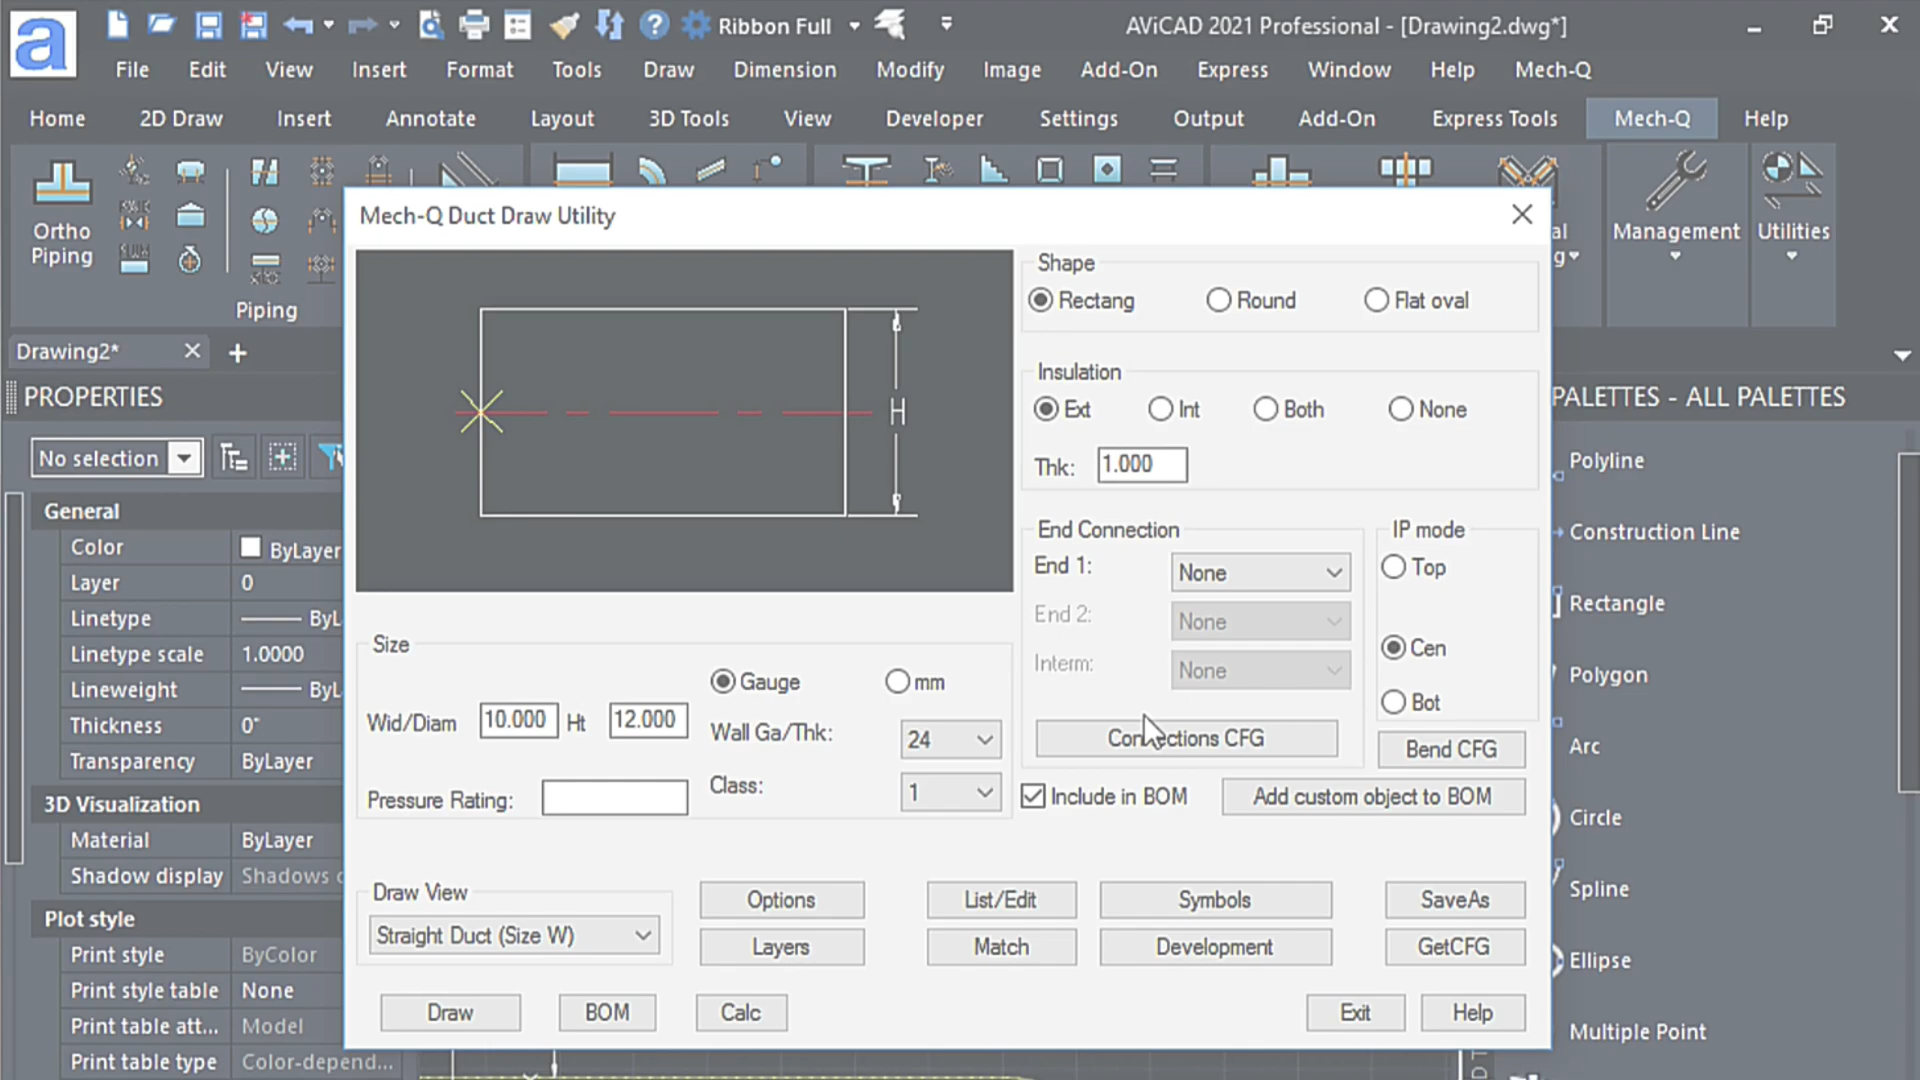 a
Ribbon Full
AViCAD 2021 Professional - [Drawing2.dwg*]
File Edit View Insert Format Tools Draw Dimension Modify Image Add-On Express Window Help Mech-Q
Home 2D Draw Insert Annotate Layout 3D Tools View Developer Settings Output Add-On Express Tools Mech-Q Help
Ortho
Piping
Piping
Management
Utilities
Drawing2*
PROPERTIES
No selection
General
Color ByLayer
Layer 0
Linetype ByL
Linetype scale 1.0000
Lineweight ByL
Thickness 0"
Transparency ByLayer
3D Visualization
Material ByLayer
Shadow display Shadows
Plot style
Print style ByColor
Print style table None
Print table att... Model
Print table type Color-depend...
Mech-Q Duct Draw Utility
H
Shape
Rectang Round Flat oval
Insulation
Ext Int Both None
Thk: 1.000
End Connection
End 1: None
End 2: None
Interm: None
Connections CFG
IP mode
Top
Cen
Bot
Bend CFG
Include in BOM
Add custom object to BOM
Size
Gauge mm
Wid/Diam 10.000 Ht 12.000
Wall Ga/Thk: 24
Pressure Rating:
Class: 1
Draw View
Straight Duct (Size W)
Options List/Edit Symbols SaveAs
Layers Match Development GetCFG
Draw BOM Calc Exit Help
PALETTES - ALL PALETTES
Polyline
Construction Line
Rectangle
Polygon
Arc
Circle
Spline
Ellipse
Multiple Point